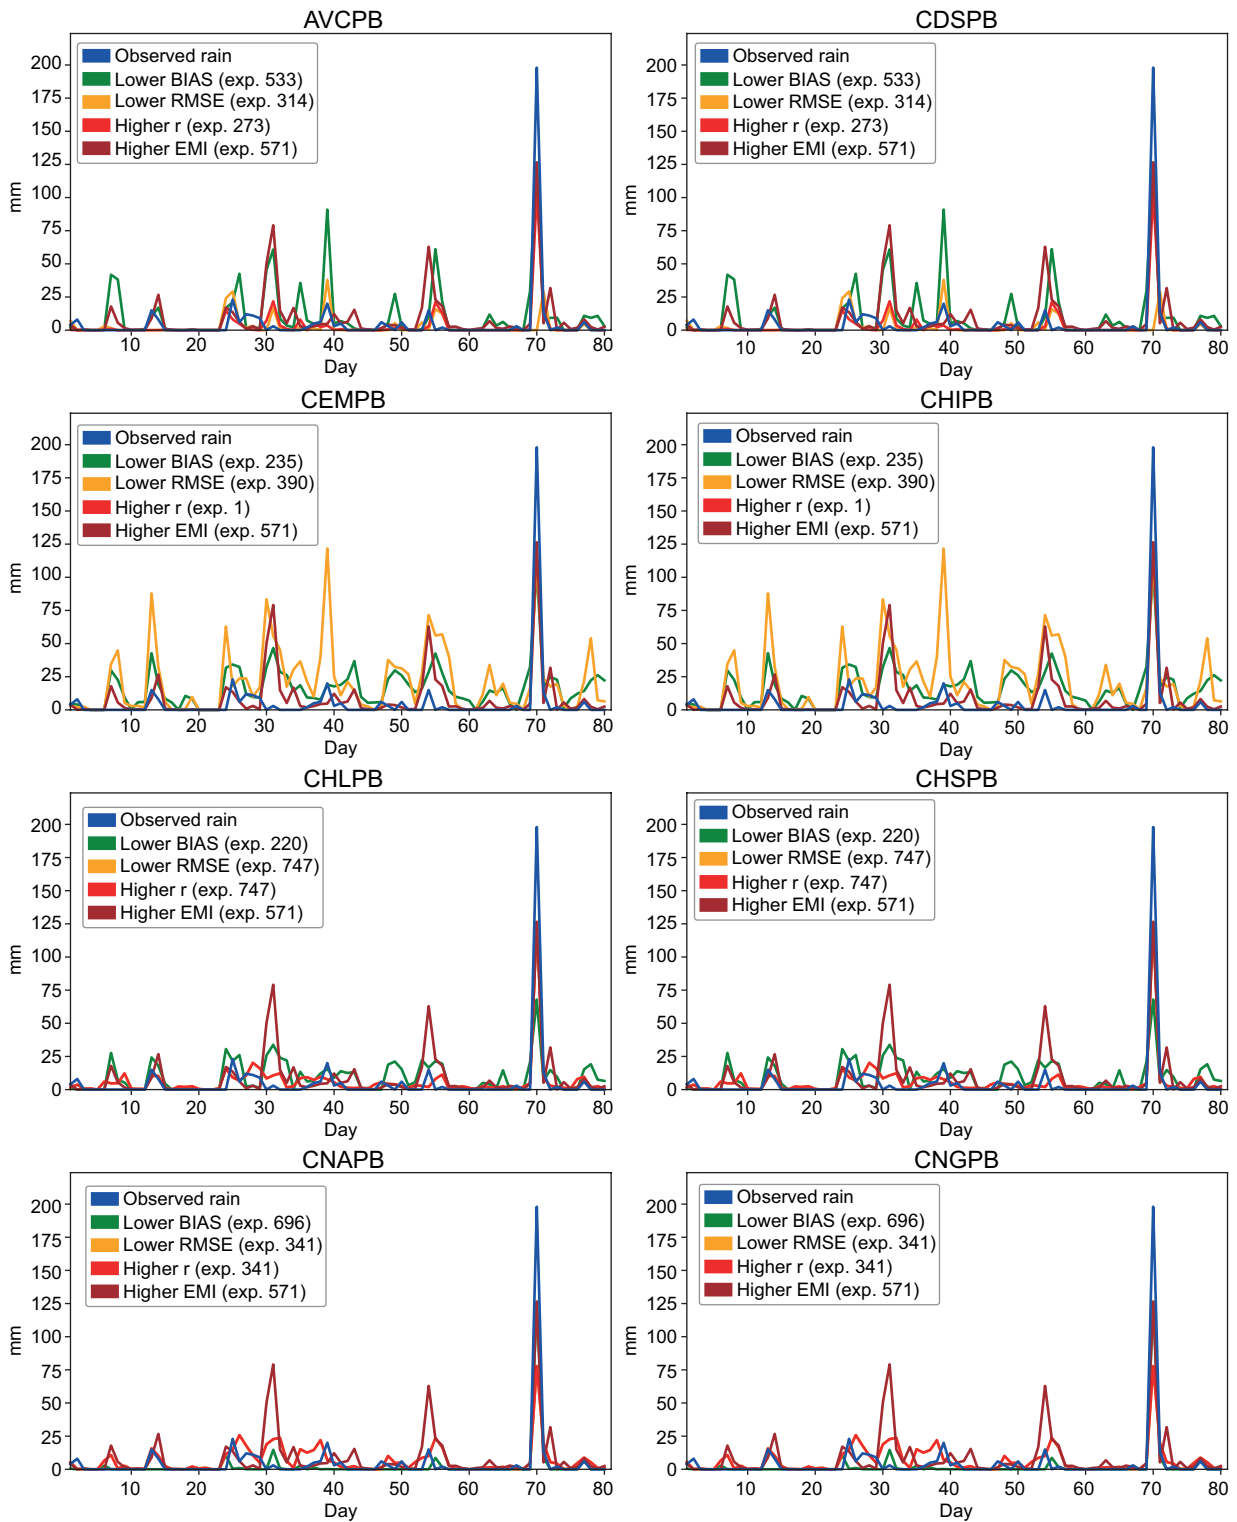 AVCPB
Observed rain
Lower BIAS (exp. 533)
Lower RMSE (exp. 314)
Higher r (exp. 273)
Higher EMI (exp. 571)
200
175
150
125
100
75
50
25
0
mm
10 20 30 40 50 60 70 80
Day
CDSPB
Observed rain
Lower BIAS (exp. 533)
Lower RMSE (exp. 314)
Higher r (exp. 273)
Higher EMI (exp. 571)
200
175
150
125
100
75
50
25
0
mm
10 20 30 40 50 60 70 80
Day
CEMPB
Observed rain
Lower BIAS (exp. 235)
Lower RMSE (exp. 390)
Higher r (exp. 1)
Higher EMI (exp. 571)
200
175
150
125
100
75
50
25
0
mm
10 20 30 40 50 60 70 80
Day
CHIPB
Observed rain
Lower BIAS (exp. 235)
Lower RMSE (exp. 390)
Higher r (exp. 1)
Higher EMI (exp. 571)
200
175
150
125
100
75
50
25
0
mm
10 20 30 40 50 60 70 80
Day
CHLPB
Observed rain
Lower BIAS (exp. 220)
Lower RMSE (exp. 747)
Higher r (exp. 747)
Higher EMI (exp. 571)
200
175
150
125
100
75
50
25
0
mm
10 20 30 40 50 60 70 80
Day
CHSPB
Observed rain
Lower BIAS (exp. 220)
Lower RMSE (exp. 747)
Higher r (exp. 747)
Higher EMI (exp. 571)
200
175
150
125
100
75
50
25
0
mm
10 20 30 40 50 60 70 80
Day
CNAPB
Observed rain
Lower BIAS (exp. 696)
Lower RMSE (exp. 341)
Higher r (exp. 341)
Higher EMI (exp. 571)
200
175
150
125
100
75
50
25
0
mm
10 20 30 40 50 60 70 80
Day
CNGPB
Observed rain
Lower BIAS (exp. 696)
Lower RMSE (exp. 341)
Higher r (exp. 341)
Higher EMI (exp. 571)
200
175
150
125
100
75
50
25
0
mm
10 20 30 40 50 60 70 80
Day